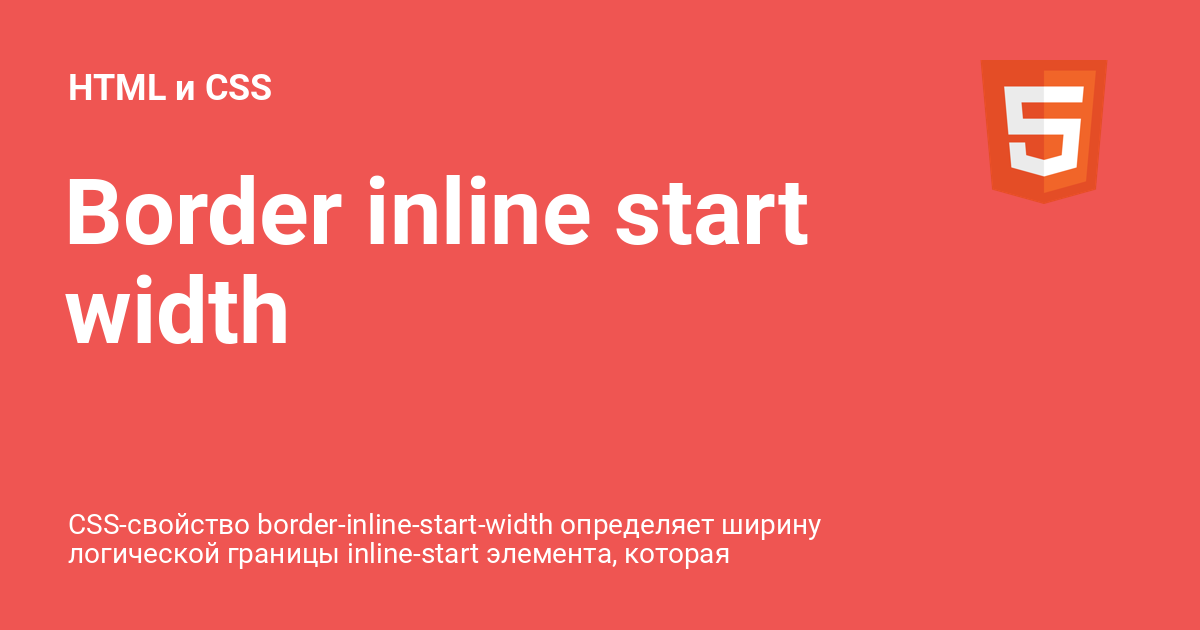 HTML и CSS
Border inline start
width
CSS-свойство border-inline-start-width определяет ширину
логической границы inline-start элемента, которая